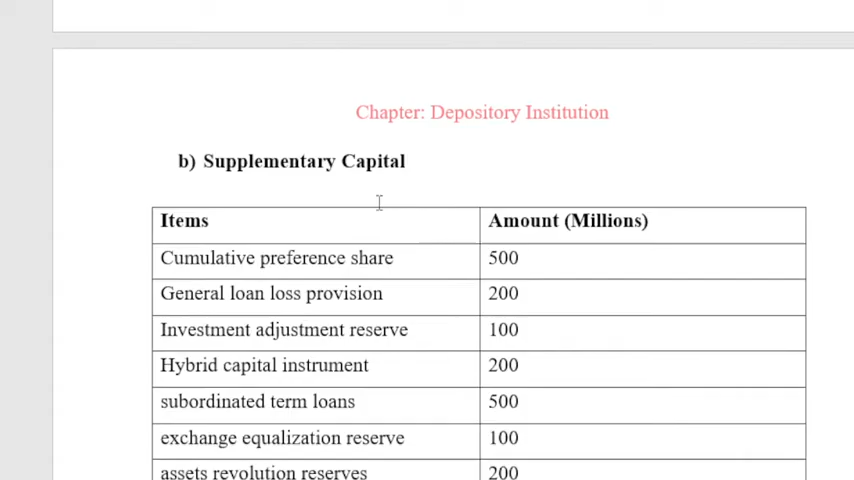 Chapter: Depository Institution
b) Supplementary Capital
Items Amount (Millions)
Cumulative preference share 500
General loan loss provision 200
Investment adjustment reserve 100
Hybrid capital instrument 200
subordinated term loans 500
exchange equalization reserve 100
assets revolution reserves 200